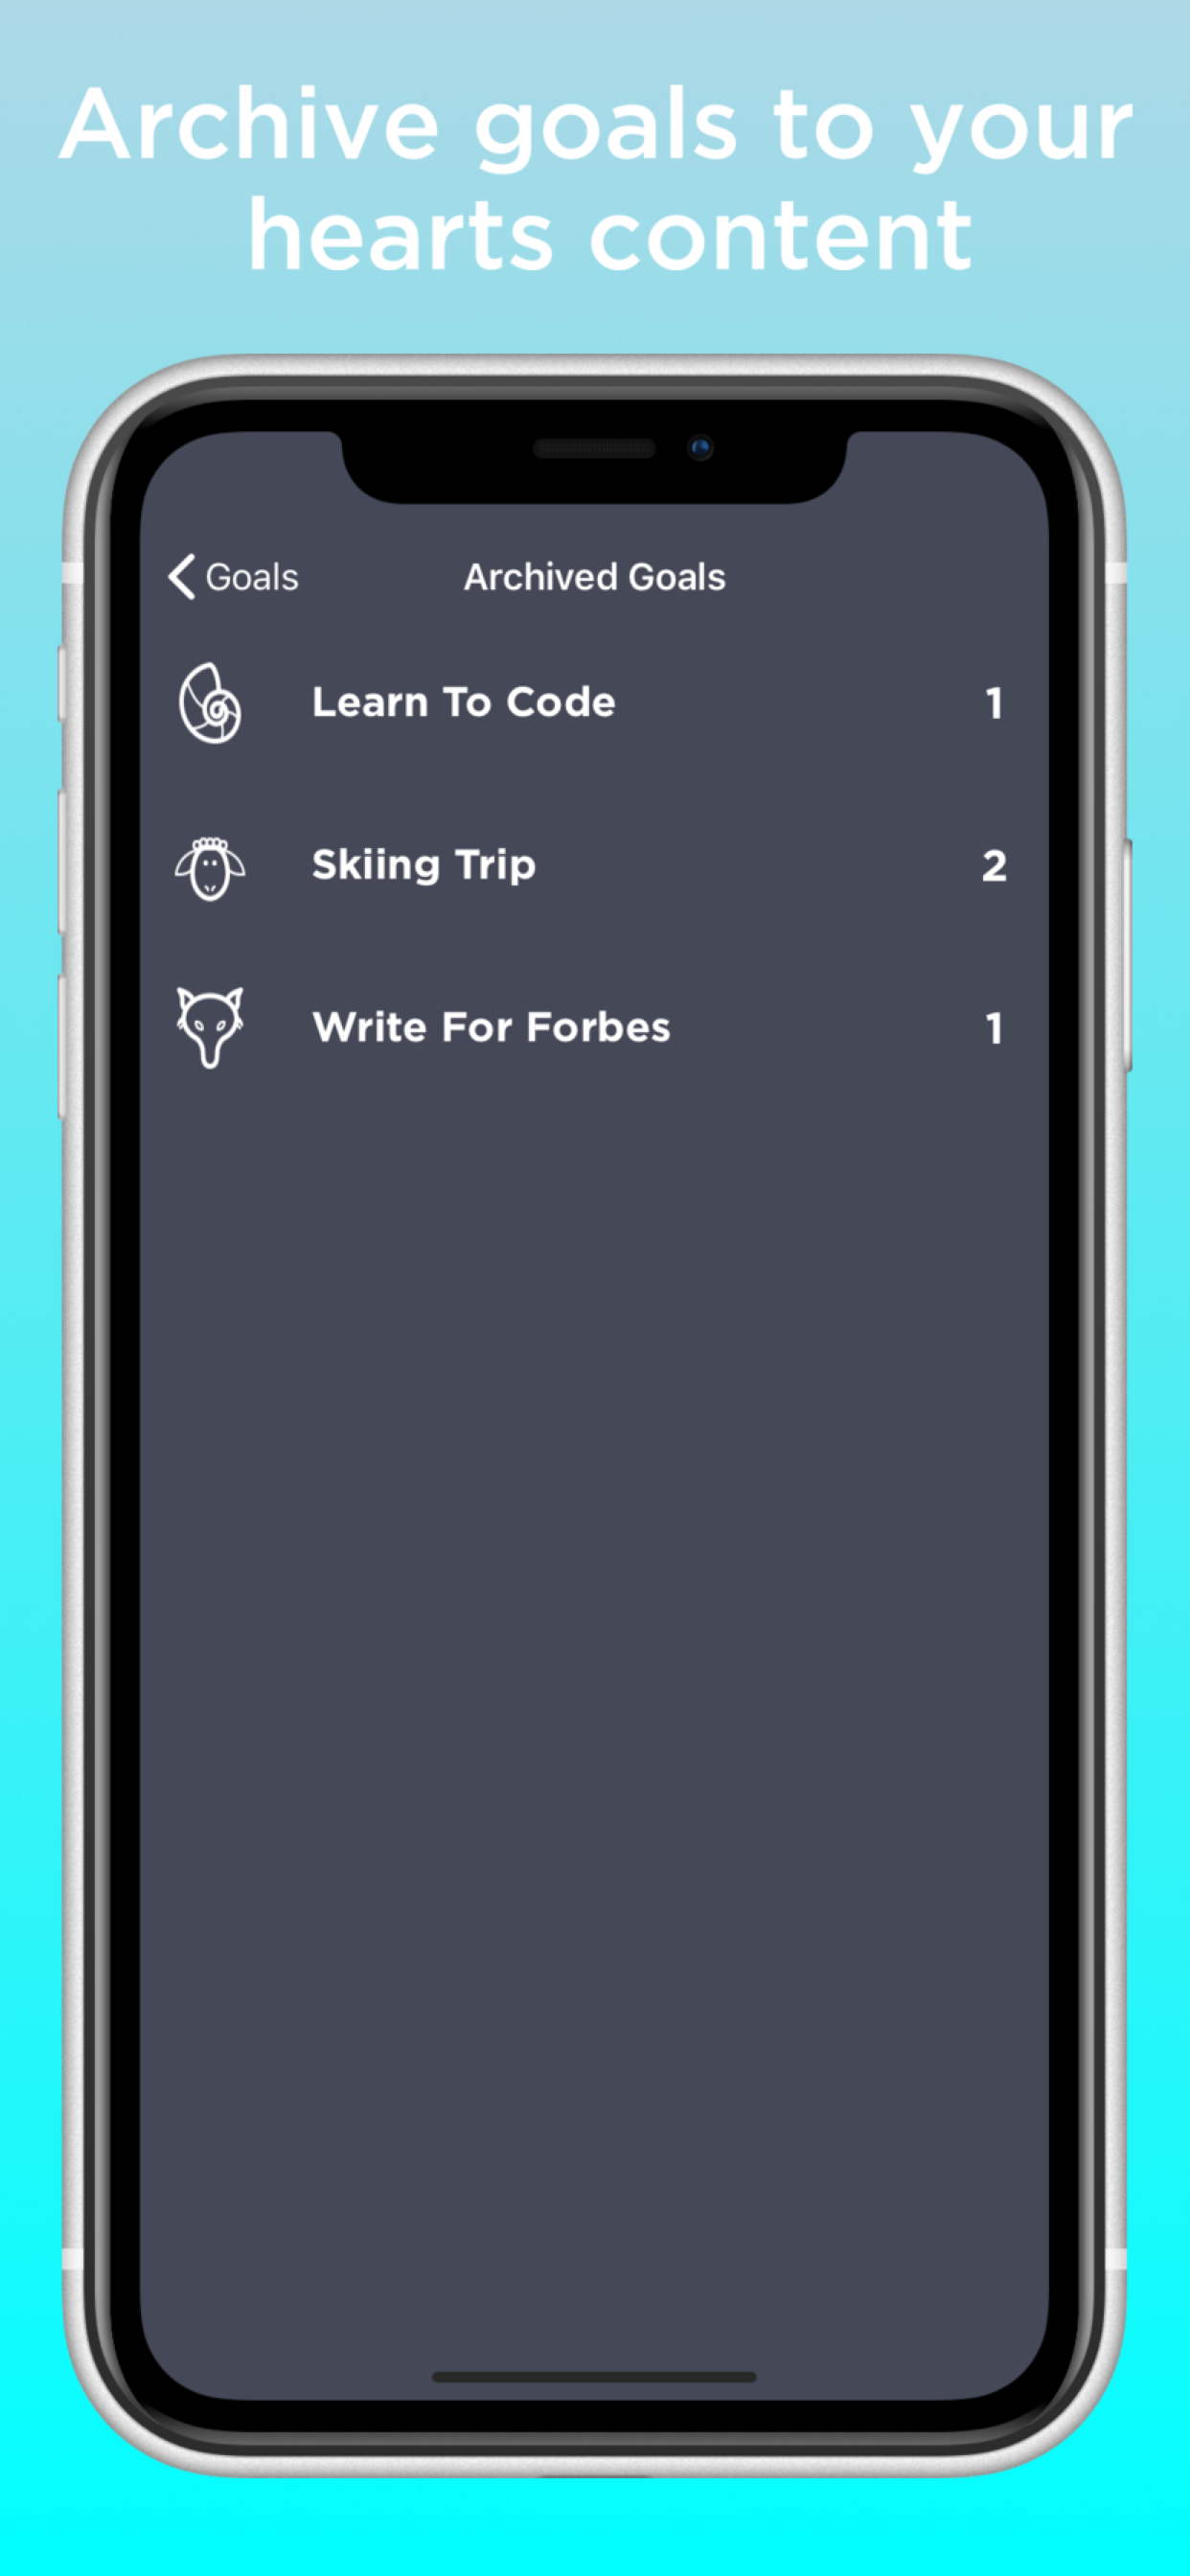 Archive goals to your
hearts content
Goals Archived Goals
Learn To Code 1
Skiing Trip 2
Write For Forbes 1